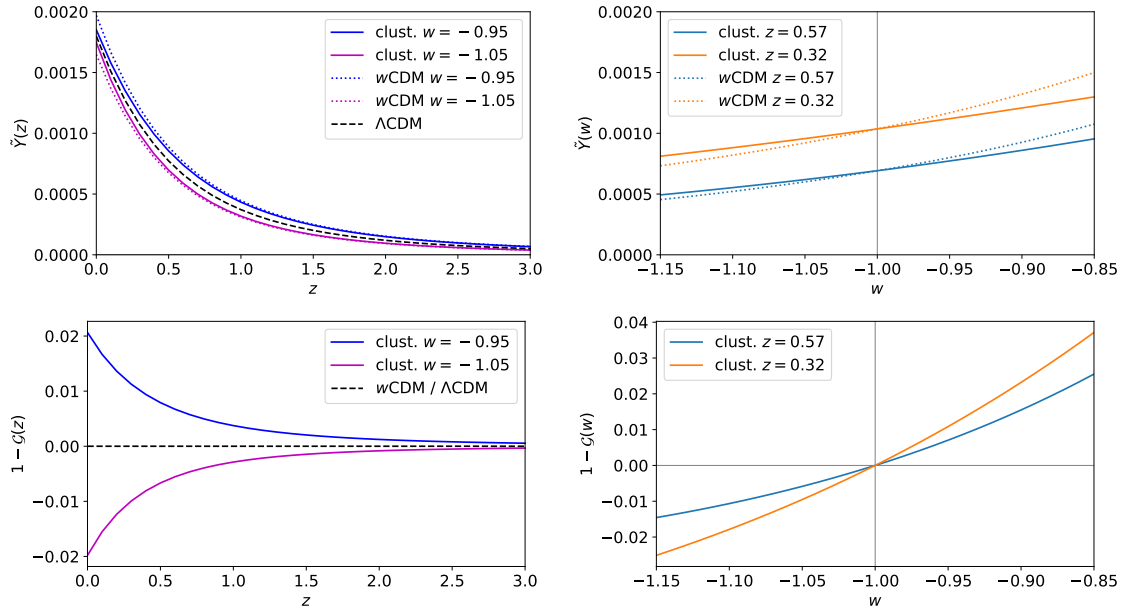 0.0020
0.0015
0.0010
0.0005
0.0000
Ỹ(z)
0.0 0.5 1.0 1.5 2.0 2.5 3.0
z
clust. w = −0.95
clust. w = −1.05
wCDM w = −0.95
wCDM w = −1.05
ΛCDM
0.0020
0.0015
0.0010
0.0005
0.0000
Ỹ(w)
−1.15 −1.10 −1.05 −1.00 −0.95 −0.90 −0.85
w
clust. z = 0.57
clust. z = 0.32
wCDM z = 0.57
wCDM z = 0.32
0.02
0.01
0.00
−0.01
−0.02
1 − 𝒢(z)
0.0 0.5 1.0 1.5 2.0 2.5 3.0
z
clust. w = −0.95
clust. w = −1.05
wCDM / ΛCDM
0.04
0.03
0.02
0.01
0.00
−0.01
−0.02
1 − 𝒢(w)
−1.15 −1.10 −1.05 −1.00 −0.95 −0.90 −0.85
w
clust. z = 0.57
clust. z = 0.32